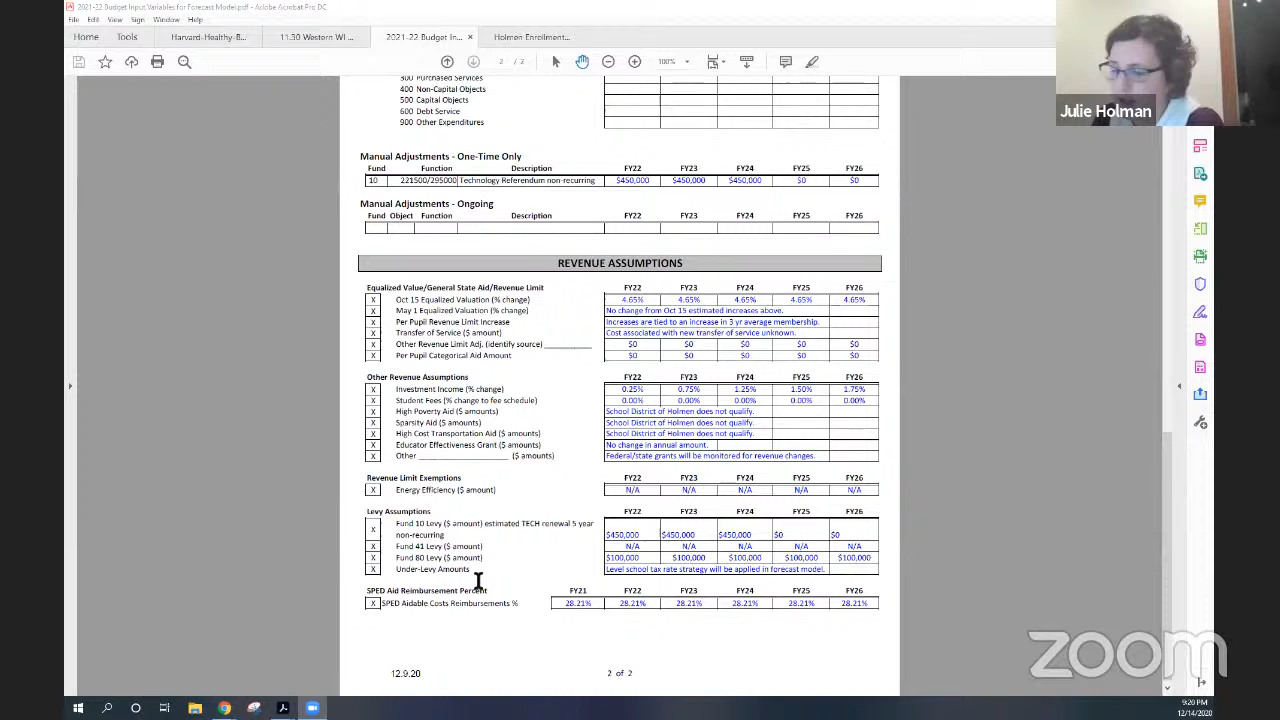 2021-22 Budget Input Variables for Forecast Model.pdf - Adobe Acrobat Pro DC
File Edit View Sign Window Help
Home Tools Harvard-Healthy-B... 11.30 Western WI ... 2021-22 Budget In... × Holmen Enrollment...
2 / 2 100%
Julie Holman
300 Purchased Services
400 Non-Capital Objects
500 Capital Objects
600 Debt Service
900 Other Expenditures
Manual Adjustments - One-Time Only
Fund Function Description FY22 FY23 FY24 FY25 FY26
10 221500/295000 Technology Referendum non-recurring $450,000 $450,000 $450,000 $0 $0
Manual Adjustments - Ongoing
Fund Object Function Description FY22 FY23 FY24 FY25 FY26
REVENUE ASSUMPTIONS
Equalized Value/General State Aid/Revenue Limit FY22 FY23 FY24 FY25 FY26
X Oct 15 Equalized Valuation (% change) 4.65% 4.65% 4.65% 4.65% 4.65%
X May 1 Equalized Valuation (% change) No change from Oct 15 estimated increases above.
X Per Pupil Revenue Limit Increase Increases are tied to an increase in 3 yr average membership.
X Transfer of Service ($ amount) Cost associated with new transfer of service unknown.
X Other Revenue Limit Adj. (identify source) __________ $0 $0 $0 $0 $0
X Per Pupil Categorical Aid Amount $0 $0 $0 $0 $0
Other Revenue Assumptions FY22 FY23 FY24 FY25 FY26
X Investment Income (% change) 0.25% 0.75% 1.25% 1.50% 1.75%
X Student Fees (% change to fee schedule) 0.00% 0.00% 0.00% 0.00% 0.00%
X High Poverty Aid ($ amounts) School District of Holmen does not qualify.
X Sparsity Aid ($ amounts) School District of Holmen does not qualify.
X High Cost Transportation Aid ($ amounts) School District of Holmen does not qualify.
X Educator Effectiveness Grant ($ amounts) No change in annual amount.
X Other ____________________ ($ amounts) Federal/state grants will be monitored for revenue changes.
Revenue Limit Exemptions FY22 FY23 FY24 FY25 FY26
X Energy Efficiency ($ amount) N/A N/A N/A N/A N/A
Levy Assumptions FY22 FY23 FY24 FY25 FY26
X Fund 10 Levy ($ amount) estimated TECH renewal 5 year
non-recurring $450,000 $450,000 $450,000 $0 $0
X Fund 41 Levy ($ amount) N/A N/A N/A N/A N/A
X Fund 80 Levy ($ amount) $100,000 $100,000 $100,000 $100,000 $100,000
X Under-Levy Amounts Level school tax rate strategy will be applied in forecast model.
SPED Aid Reimbursement Percent FY21 FY22 FY23 FY24 FY25 FY26
X SPED Aidable Costs Reimbursements % 28.21% 28.21% 28.21% 28.21% 28.21% 28.21%
12.9.20 2 of 2
zoom
9:20 PM
12/14/2020